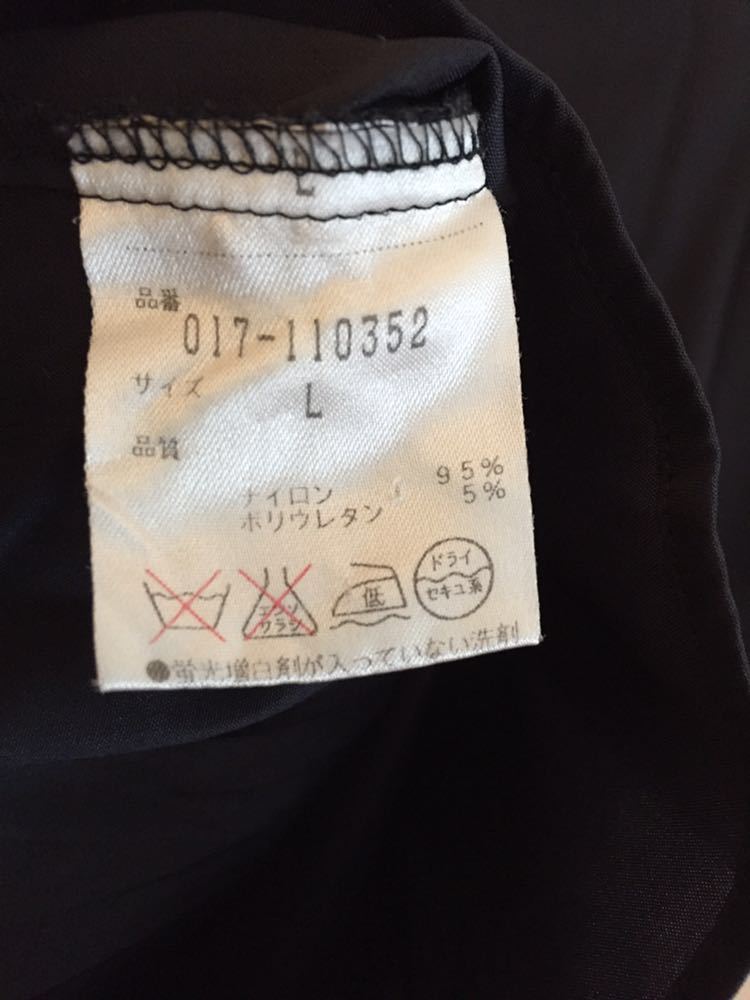 L
品番
017-110352
サイズ
L
品質
ナイロン 95%
ポリウレタン 5%
エンソ
サラシ
低
ドライ
セキユ系
●蛍光増白剤が入っていない洗剤